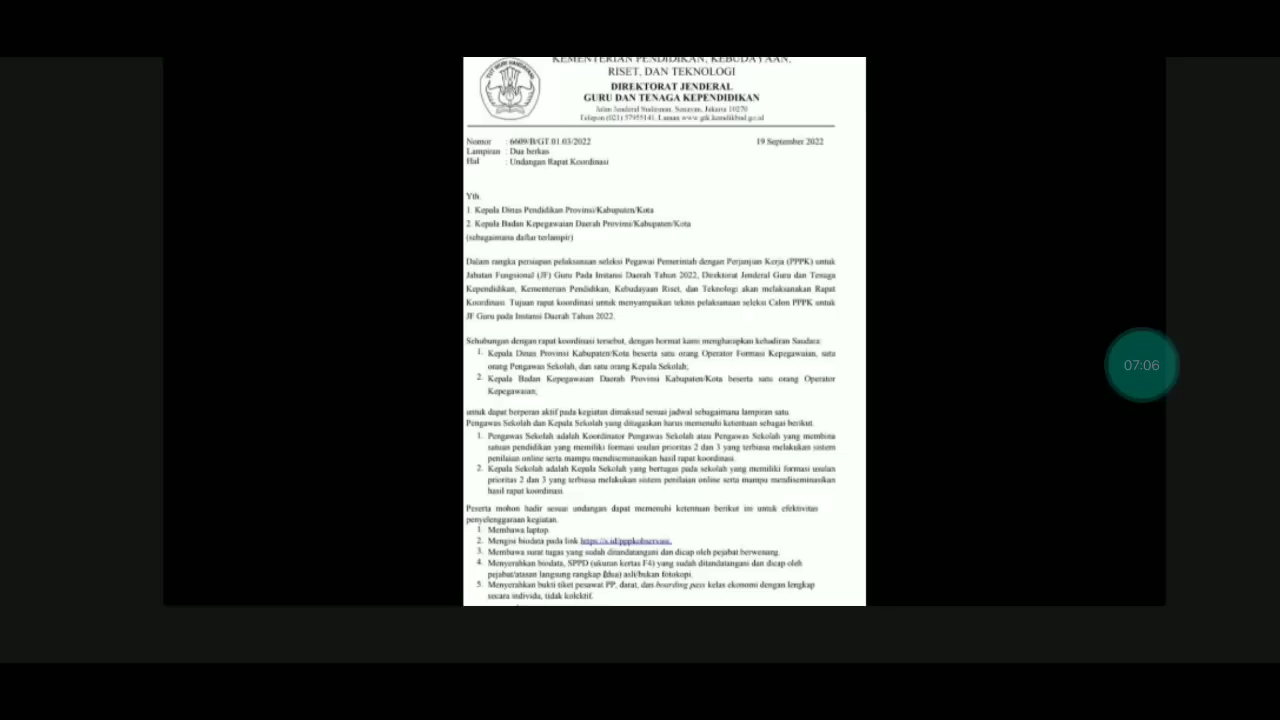 KEMENTERIAN PENDIDIKAN, KEBUDAYAAN,
RISET, DAN TEKNOLOGI
DIREKTORAT JENDERAL
GURU DAN TENAGA KEPENDIDIKAN
Jalan Jenderal Sudirman, Senayan, Jakarta 10270
Telepon (021) 57955141, Laman www.gtk.kemdikbud.go.id
Nomor : 6609/B/GT.01.03/2022 19 September 2022
Lampiran : Dua berkas
Hal : Undangan Rapat Koordinasi
Yth.
1. Kepala Dinas Pendidikan Provinsi/Kabupaten/Kota
2. Kepala Badan Kepegawaian Daerah Provinsi/Kabupaten/Kota
(sebagaimana daftar terlampir)
Dalam rangka persiapan pelaksanaan seleksi Pegawai Pemerintah dengan Perjanjian Kerja (PPPK) untuk
Jabatan Fungsional (JF) Guru Pada Instansi Daerah Tahun 2022, Direktorat Jenderal Guru dan Tenaga
Kependidikan, Kementerian Pendidikan, Kebudayaan Riset, dan Teknologi akan melaksanakan Rapat
Koordinasi. Tujuan rapat koordinasi untuk menyampaikan teknis pelaksanaan seleksi Calon PPPK untuk
JF Guru pada Instansi Daerah Tahun 2022.
Sehubungan dengan rapat koordinasi tersebut, dengan hormat kami mengharapkan kehadiran Saudara:
1. Kepala Dinas Provinsi Kabupaten/Kota beserta satu orang Operator Formasi Kepegawaian, satu
orang Pengawas Sekolah, dan satu orang Kepala Sekolah;
2. Kepala Badan Kepegawaian Daerah Provinsi Kabupaten/Kota beserta satu orang Operator
Kepegawaian;
untuk dapat berperan aktif pada kegiatan dimaksud sesuai jadwal sebagaimana lampiran satu.
Pengawas Sekolah dan Kepala Sekolah yang ditugaskan harus memenuhi ketentuan sebagai berikut.
1. Pengawas Sekolah adalah Koordinator Pengawas Sekolah atau Pengawas Sekolah yang membina
satuan pendidikan yang memiliki formasi usulan prioritas 2 dan 3 yang terbiasa melakukan sistem
penilaian online serta mampu mendiseminasikan hasil rapat koordinasi.
2. Kepala Sekolah adalah Kepala Sekolah yang bertugas pada sekolah yang memiliki formasi usulan
prioritas 2 dan 3 yang terbiasa melakukan sistem penilaian online serta mampu mendiseminasikan
hasil rapat koordinasi.
Peserta mohon hadir sesuai undangan dapat memenuhi ketentuan berikut ini untuk efektivitas
penyelenggaraan kegiatan.
1. Membawa laptop.
2. Mengisi biodata pada link https://s.id/pppkobservasi.
3. Membawa surat tugas yang sudah ditandatangani dan dicap oleh pejabat berwenang.
4. Menyerahkan biodata, SPPD (ukuran kertas F4) yang sudah ditandatangani dan dicap oleh
pejabat/atasan langsung rangkap (dua) asli/bukan fotokopi.
5. Menyerahkan bukti tiket pesawat PP, darat, dan boarding pass kelas ekonomi dengan lengkap
secara individu, tidak kolektif.
07:06